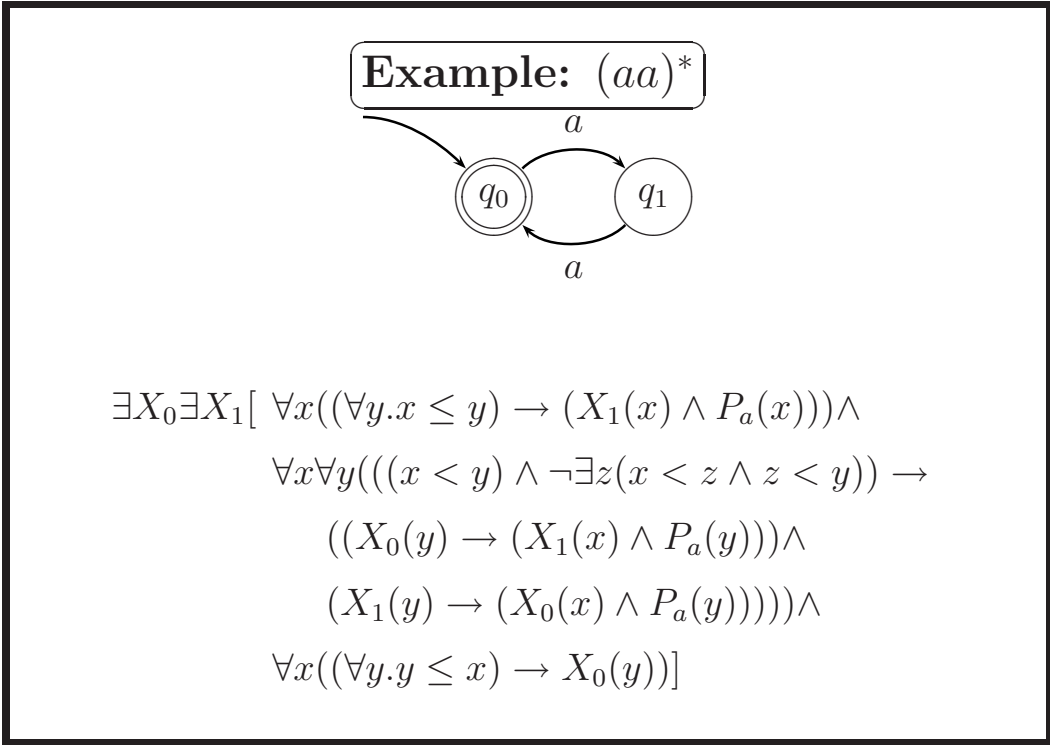 Example: (aa)*
a
q₀ q₁
a
∃X₀∃X₁[ ∀x((∀y.x ≤ y) → (X₁(x) ∧ Pₐ(x)))∧
∀x∀y(((x < y) ∧ ¬∃z(x < z ∧ z < y)) →
((X₀(y) → (X₁(x) ∧ Pₐ(y)))∧
(X₁(y) → (X₀(x) ∧ Pₐ(y)))))∧
∀x((∀y.y ≤ x) → X₀(y))]